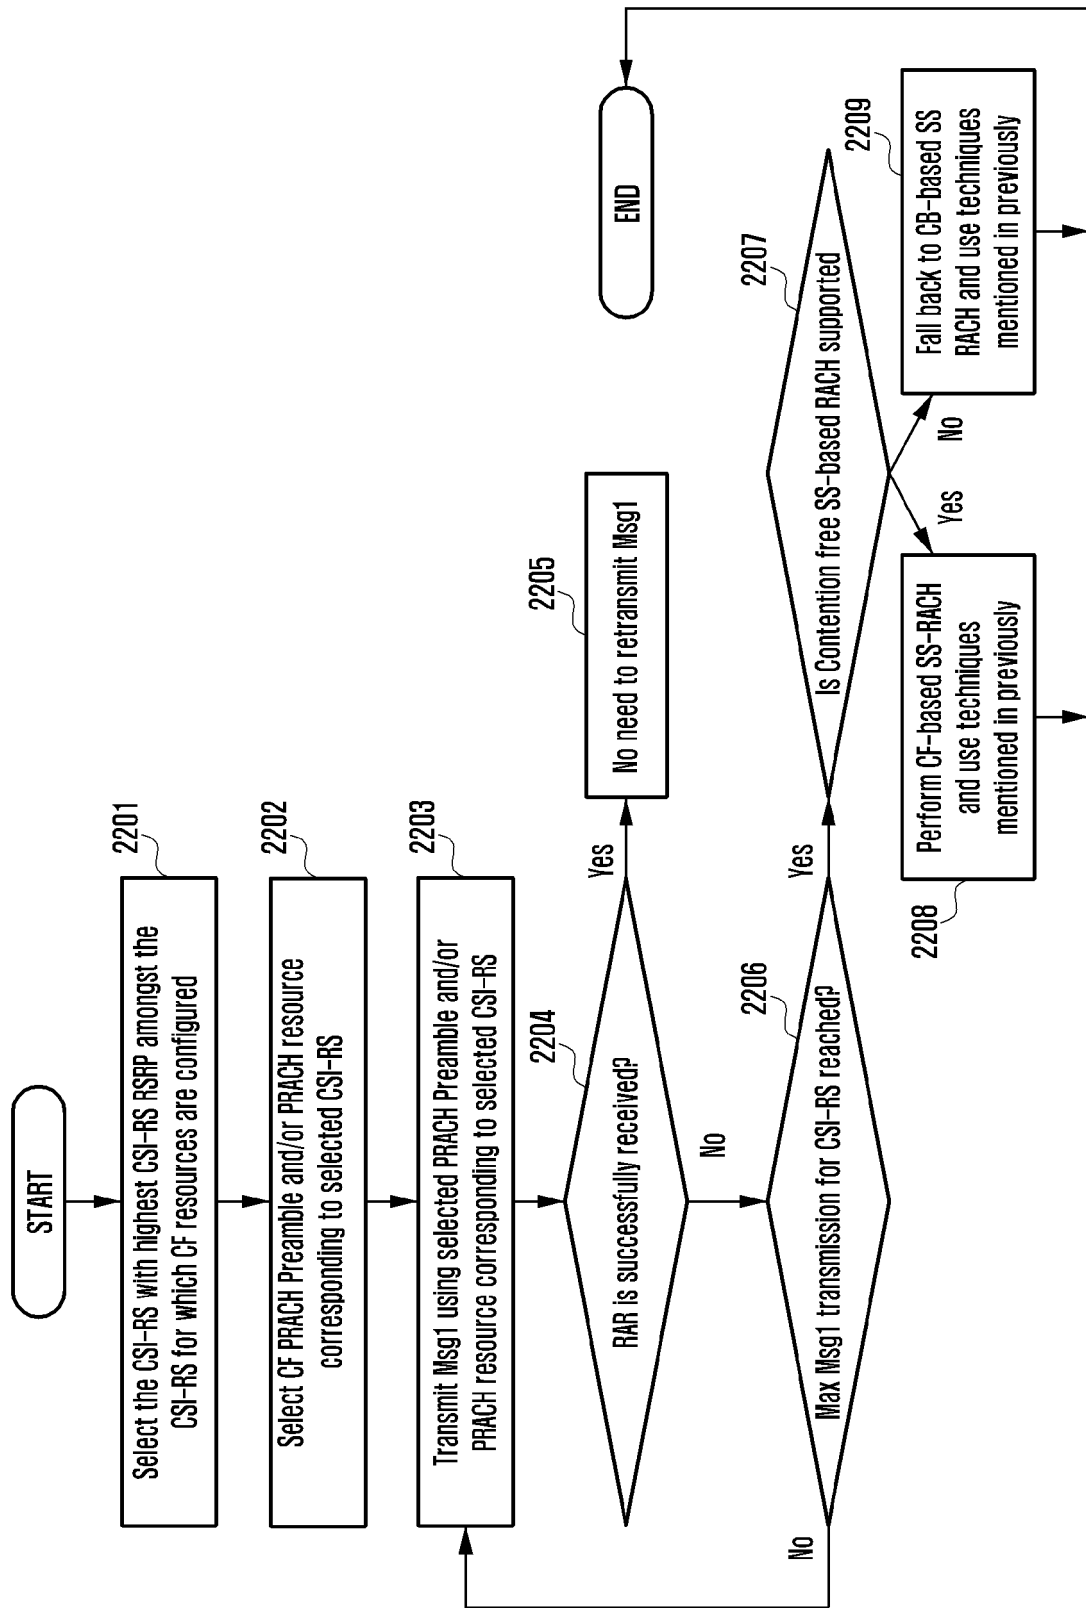 START
2201
Select the CSI-RS with highest CSI-RS RSRP amongst the
CSI-RS for which CF resources are configured
2202
Select CF PRACH Preamble and/or PRACH resource
corresponding to selected CSI-RS
2203
Transmit Msg1 using selected PRACH Preamble and/or
PRACH resource corresponding to selected CSI-RS
2204
RAR is successfully received?
Yes
2205
No need to retransmit Msg1
No
2206
Max Msg1 transmission for CSI-RS reached?
No
Yes
2207
Is Contention free SS-based RACH supported
Yes
No
2208
Perform CF-based SS-RACH
and use techniques
mentioned in previously
2209
Fall back to CB-based SS
RACH and use techniques
mentioned in previously
END